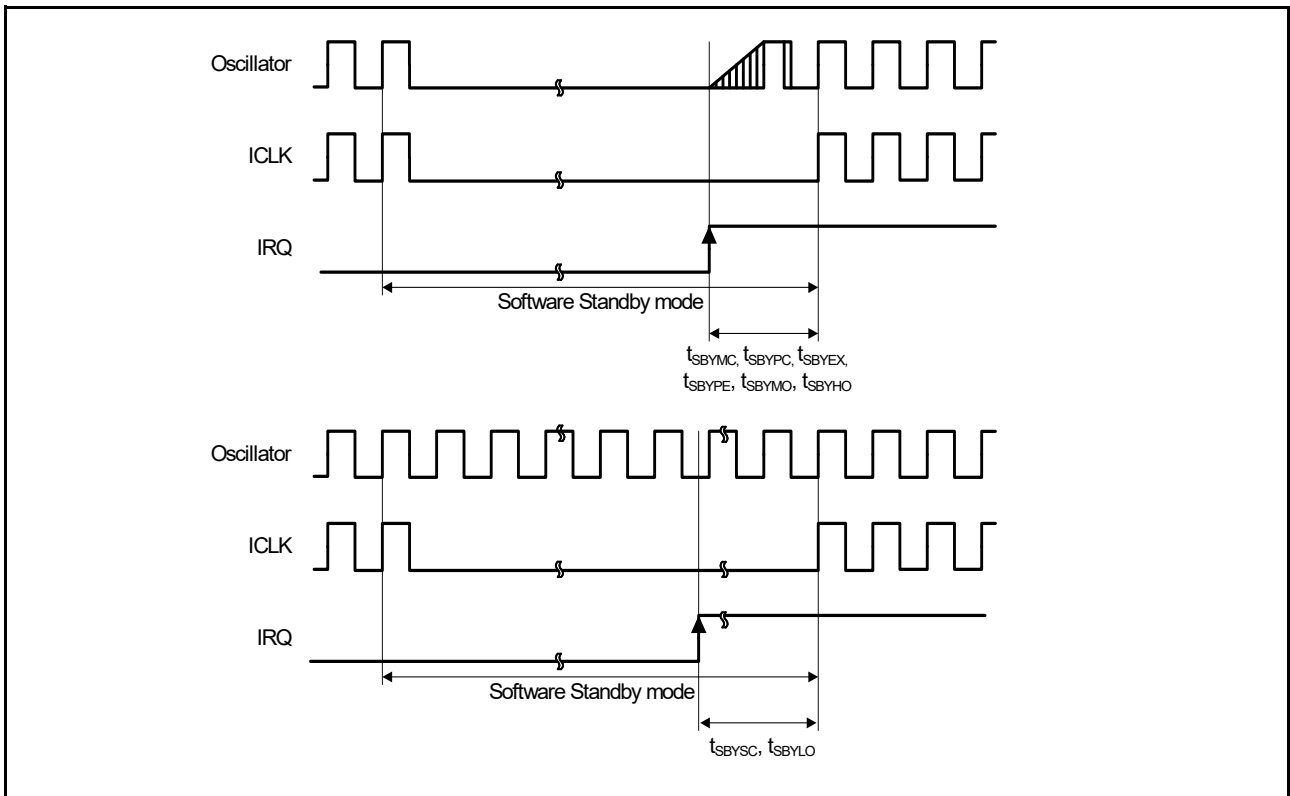 Oscillator
ICLK
IRQ
Software Standby mode
tSBYMC, tSBYPC, tSBYEX,
tSBYPE, tSBYMO, tSBYHO
Oscillator
ICLK
IRQ
Software Standby mode
tSBYSC, tSBYLO